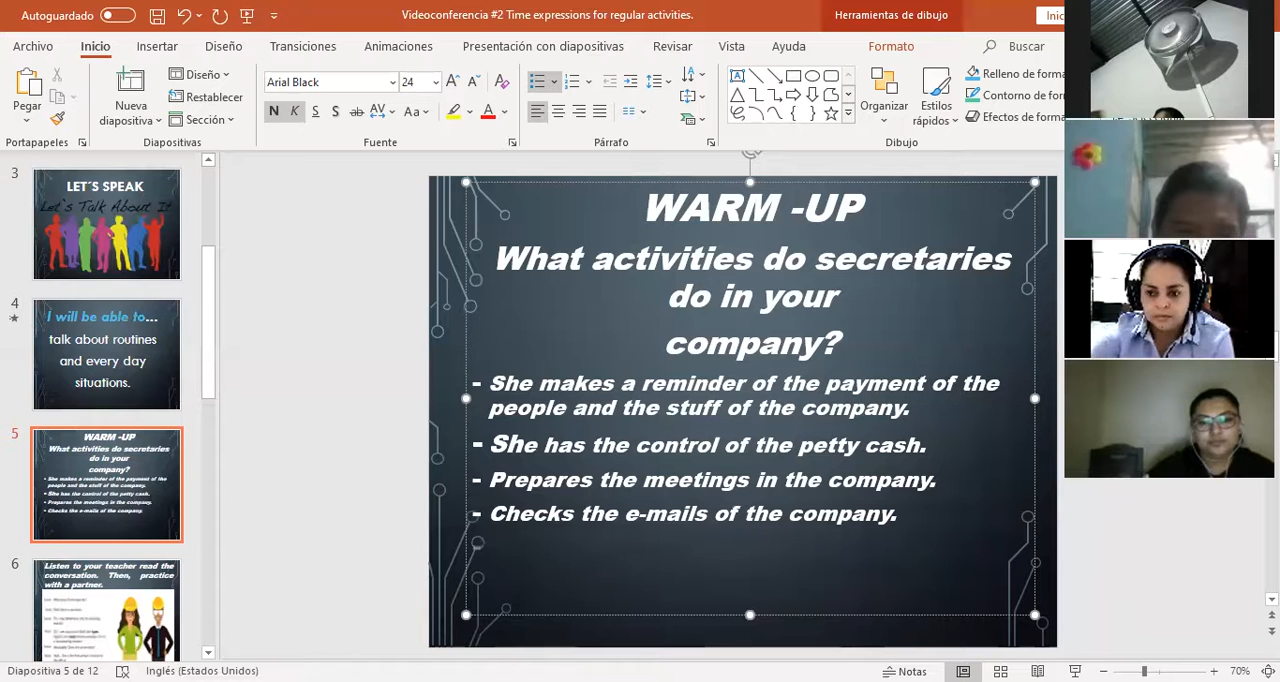 Autoguardado
Videoconferencia #2 Time expressions for regular activities.
Herramientas de dibujo
Inic
Archivo
Inicio
Insertar
Diseño
Transiciones
Animaciones
Presentación con diapositivas
Revisar
Vista
Ayuda
Formato
Buscar
Pegar
Nueva
diapositiva
Diseño
Restablecer
Sección
Arial Black
24
N K S S ab AV Aa A
Organizar
Estilos
rápidos
Relleno de forma
Contorno de form
Efectos de forma
Portapapeles
Diapositivas
Fuente
Párrafo
Dibujo
3
LET´S SPEAK
Let's Talk About It
4
I will be able to...
talk about routines
and every day
situations.
5
WARM -UP
What activities do secretaries
do in your
company?
- She makes a reminder of the payment of the
people and the stuff of the company.
- She has the control of the petty cash.
- Prepares the meetings in the company.
- Checks the e-mails of the company.
6
Listen to your teacher read the
conversation. Then, practice
with a partner.
WARM -UP
What activities do secretaries
do in your
company?
- She makes a reminder of the payment of the
people and the stuff of the company.
- She has the control of the petty cash.
- Prepares the meetings in the company.
- Checks the e-mails of the company.
Diapositiva 5 de 12
Inglés (Estados Unidos)
Notas
70%